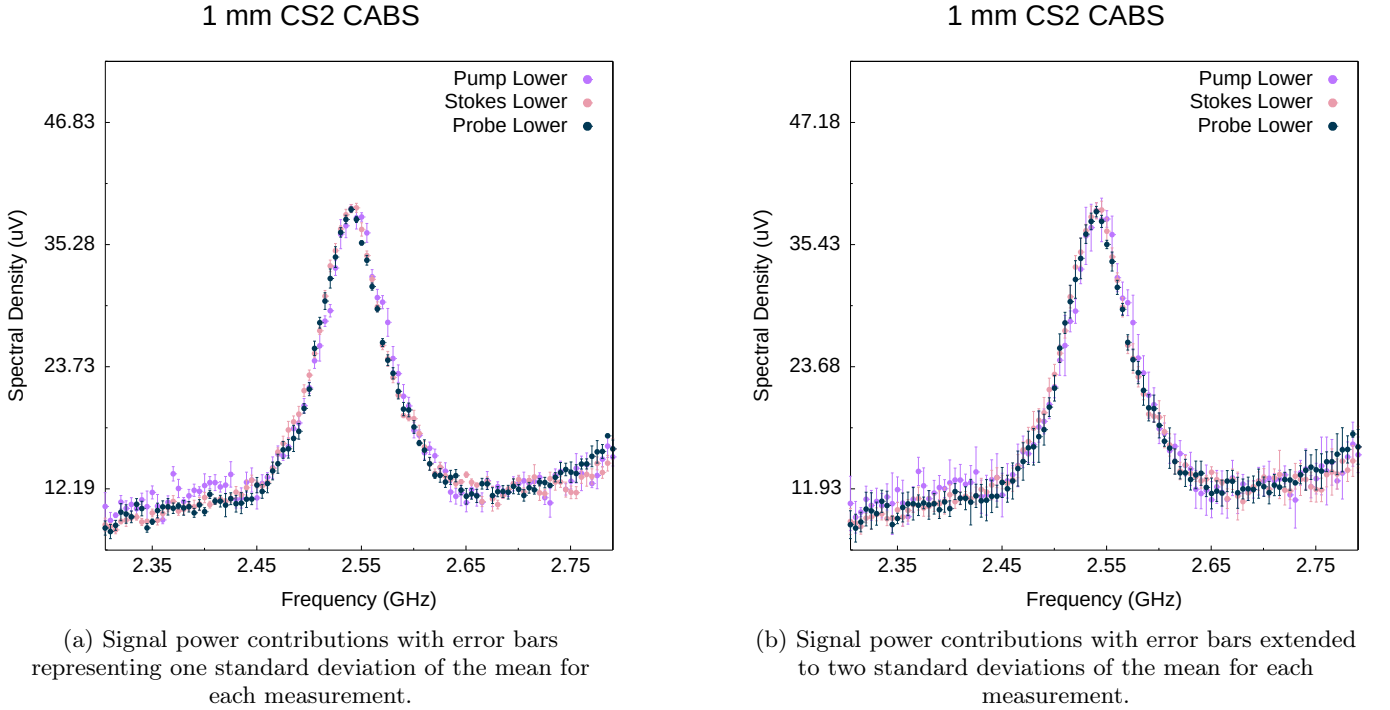 1 mm CS2 CABS
Spectral Density (uV)
46.83
35.28
23.73
12.19
Pump Lower
Stokes Lower
Probe Lower
2.35 2.45 2.55 2.65 2.75
Frequency (GHz)
(a) Signal power contributions with error bars
representing one standard deviation of the mean for
each measurement.
1 mm CS2 CABS
Spectral Density (uV)
47.18
35.43
23.68
11.93
Pump Lower
Stokes Lower
Probe Lower
2.35 2.45 2.55 2.65 2.75
Frequency (GHz)
(b) Signal power contributions with error bars extended
to two standard deviations of the mean for each
measurement.